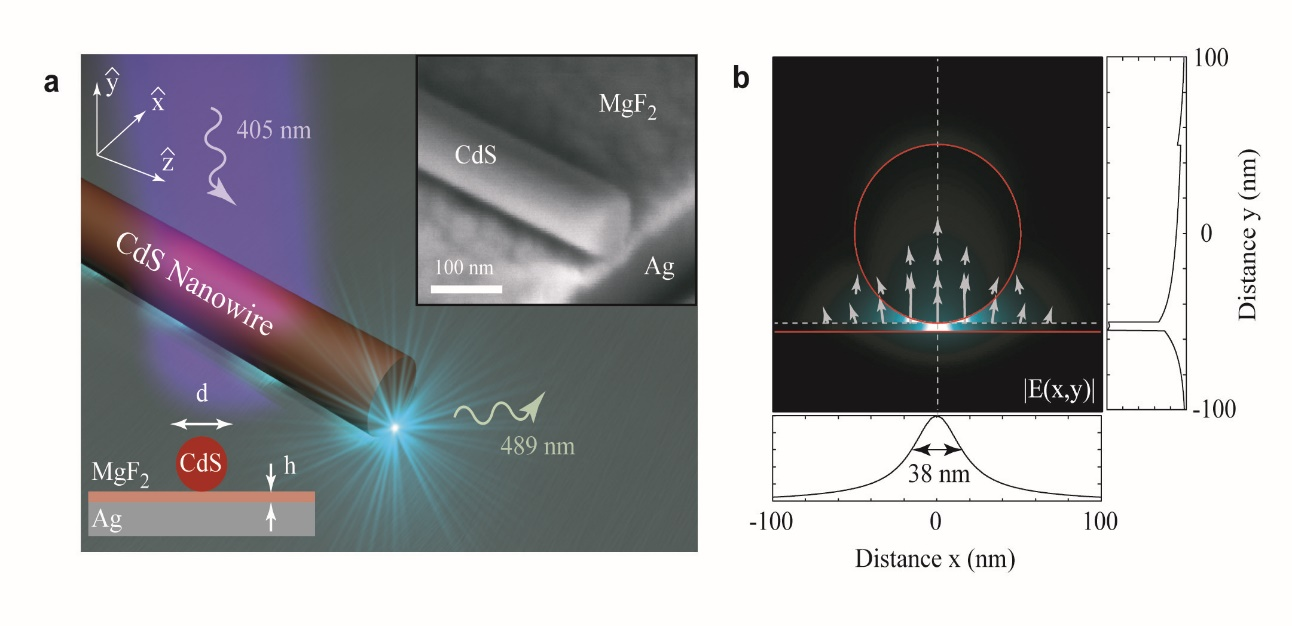 a
ŷ
x̂
ẑ
405 nm
CdS Nanowire
489 nm
d
CdS
MgF2
h
Ag
MgF2
CdS
100 nm
Ag
b
|E(x,y)|
100
0
-100
Distance y (nm)
38 nm
-100 0 100
Distance x (nm)